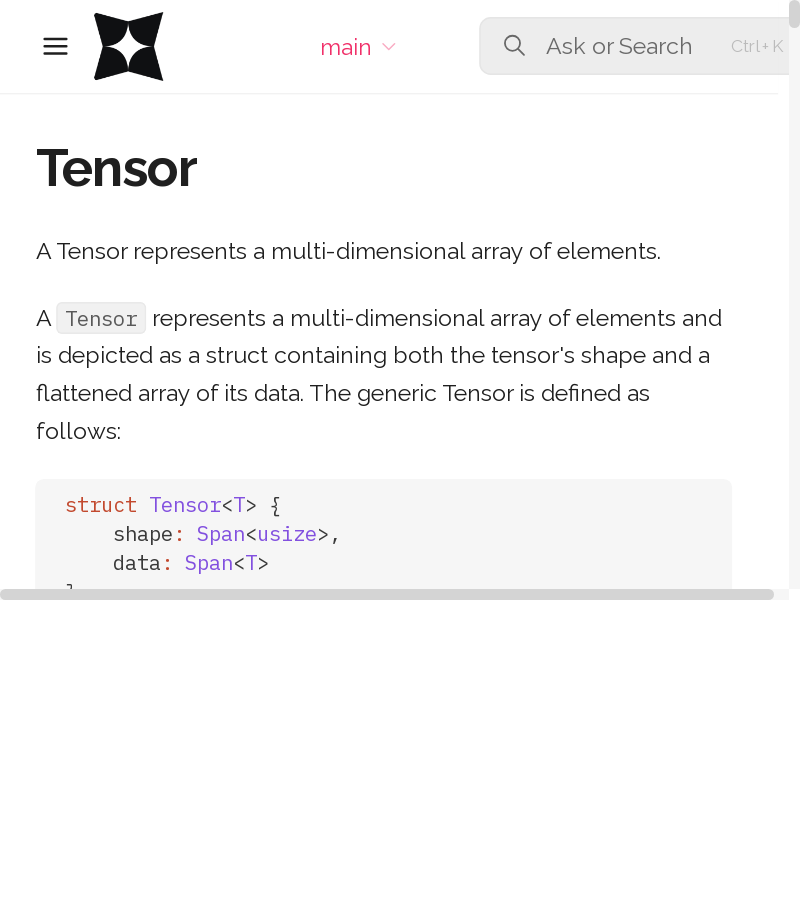 main
Ask or Search
Ctrl+K
Tensor
A Tensor represents a multi-dimensional array of elements.
A Tensor represents a multi-dimensional array of elements and
is depicted as a struct containing both the tensor's shape and a
flattened array of its data. The generic Tensor is defined as
follows:
struct Tensor<T> {
    shape: Span<usize>,
    data: Span<T>
}